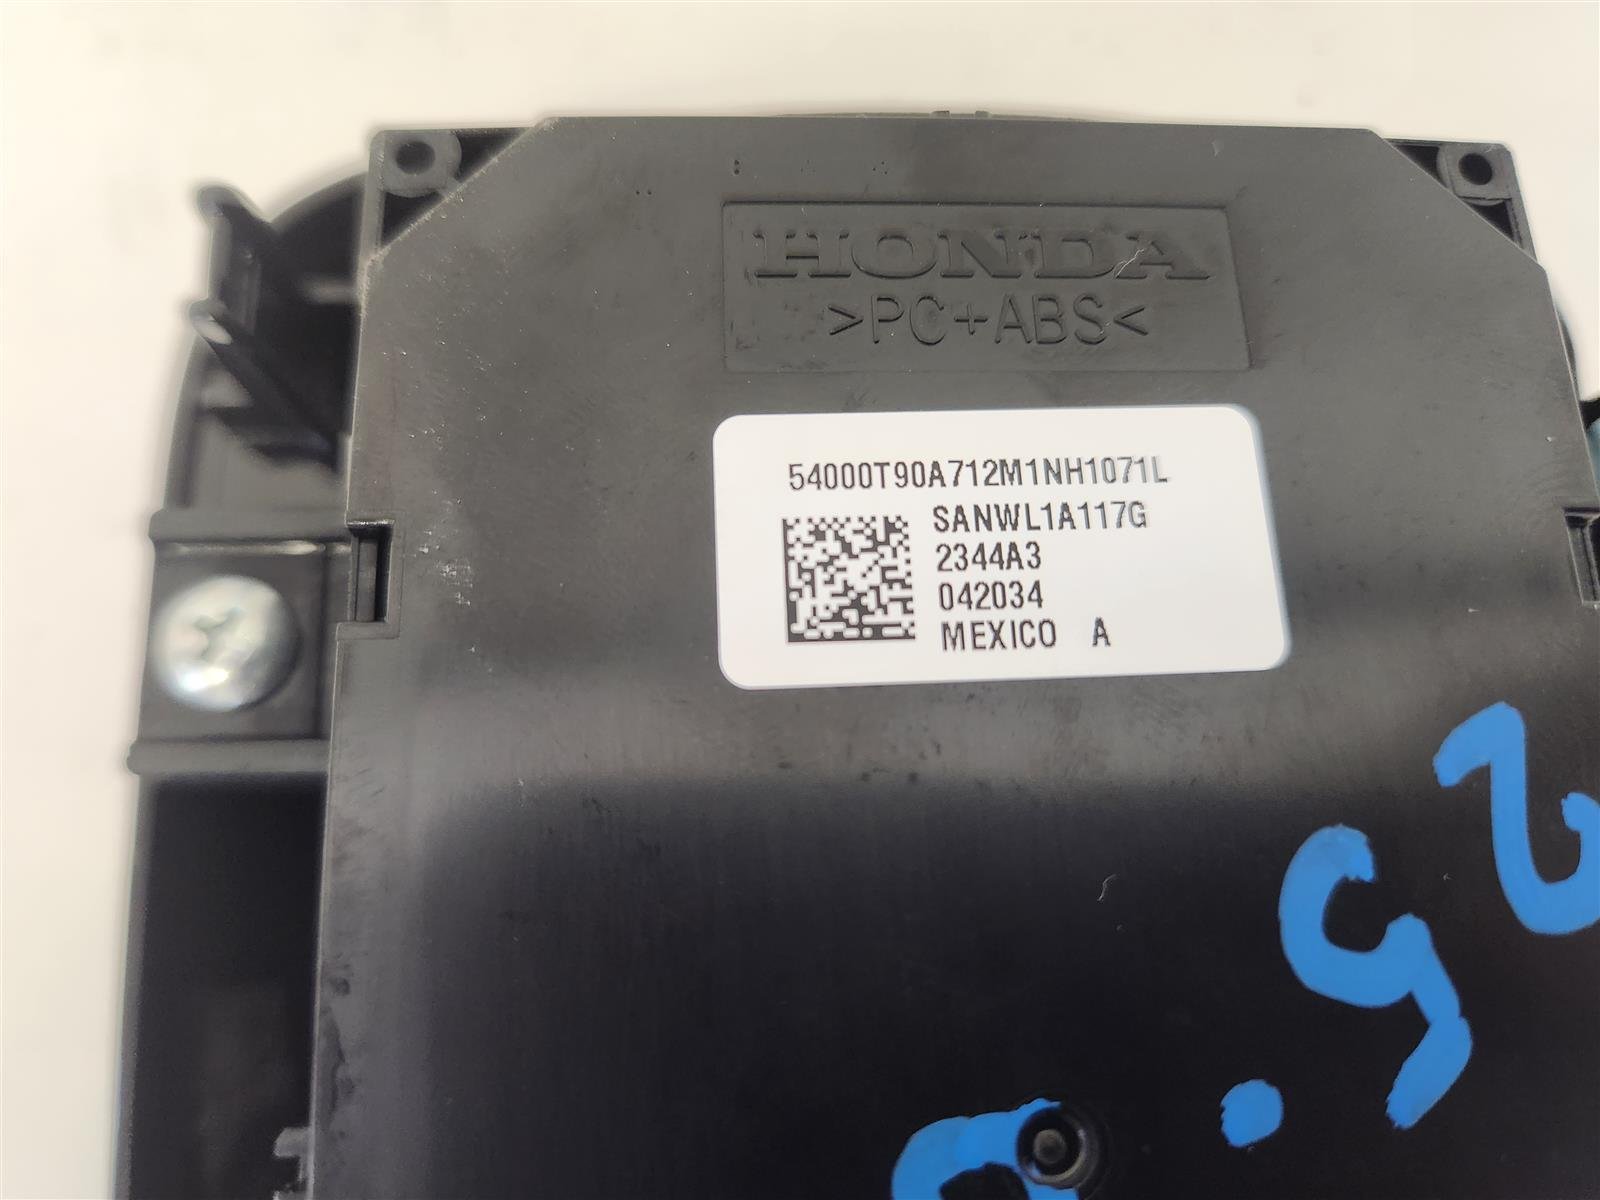 HONDA
>PC+ABS<
54000T90A712M1NH1071L
SANWL1A117G
2344A3
042034
MEXICO A